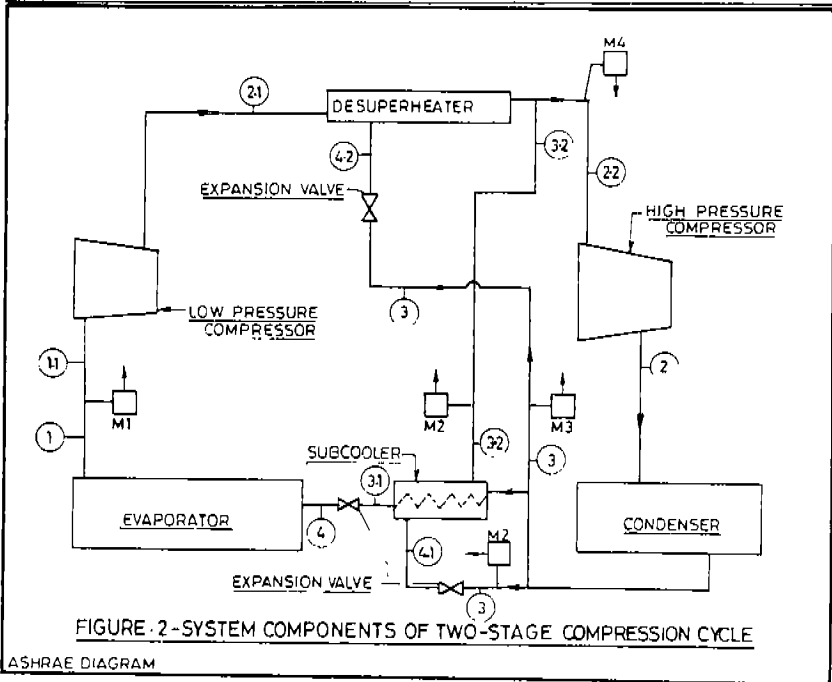 M4
2·1
DESUPERHEATER
4·2
3·2
EXPANSION VALVE
2·2
HIGH PRESSURE
COMPRESSOR
3
LOW PRESSURE
COMPRESSOR
1·1
2
M1
M2
M3
1
3·2
3
SUBCOOLER
3·1
EVAPORATOR
4
CONDENSER
M2
4·1
EXPANSION VALVE
3
FIGURE·2-SYSTEM COMPONENTS OF TWO-STAGE COMPRESSION CYCLE
ASHRAE DIAGRAM